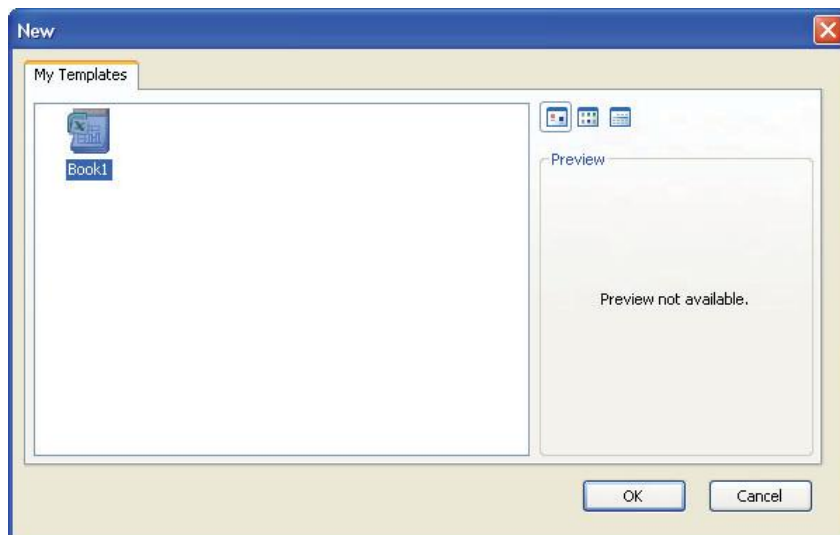 New
My Templates
Book1
Preview
Preview not available.
OK
Cancel